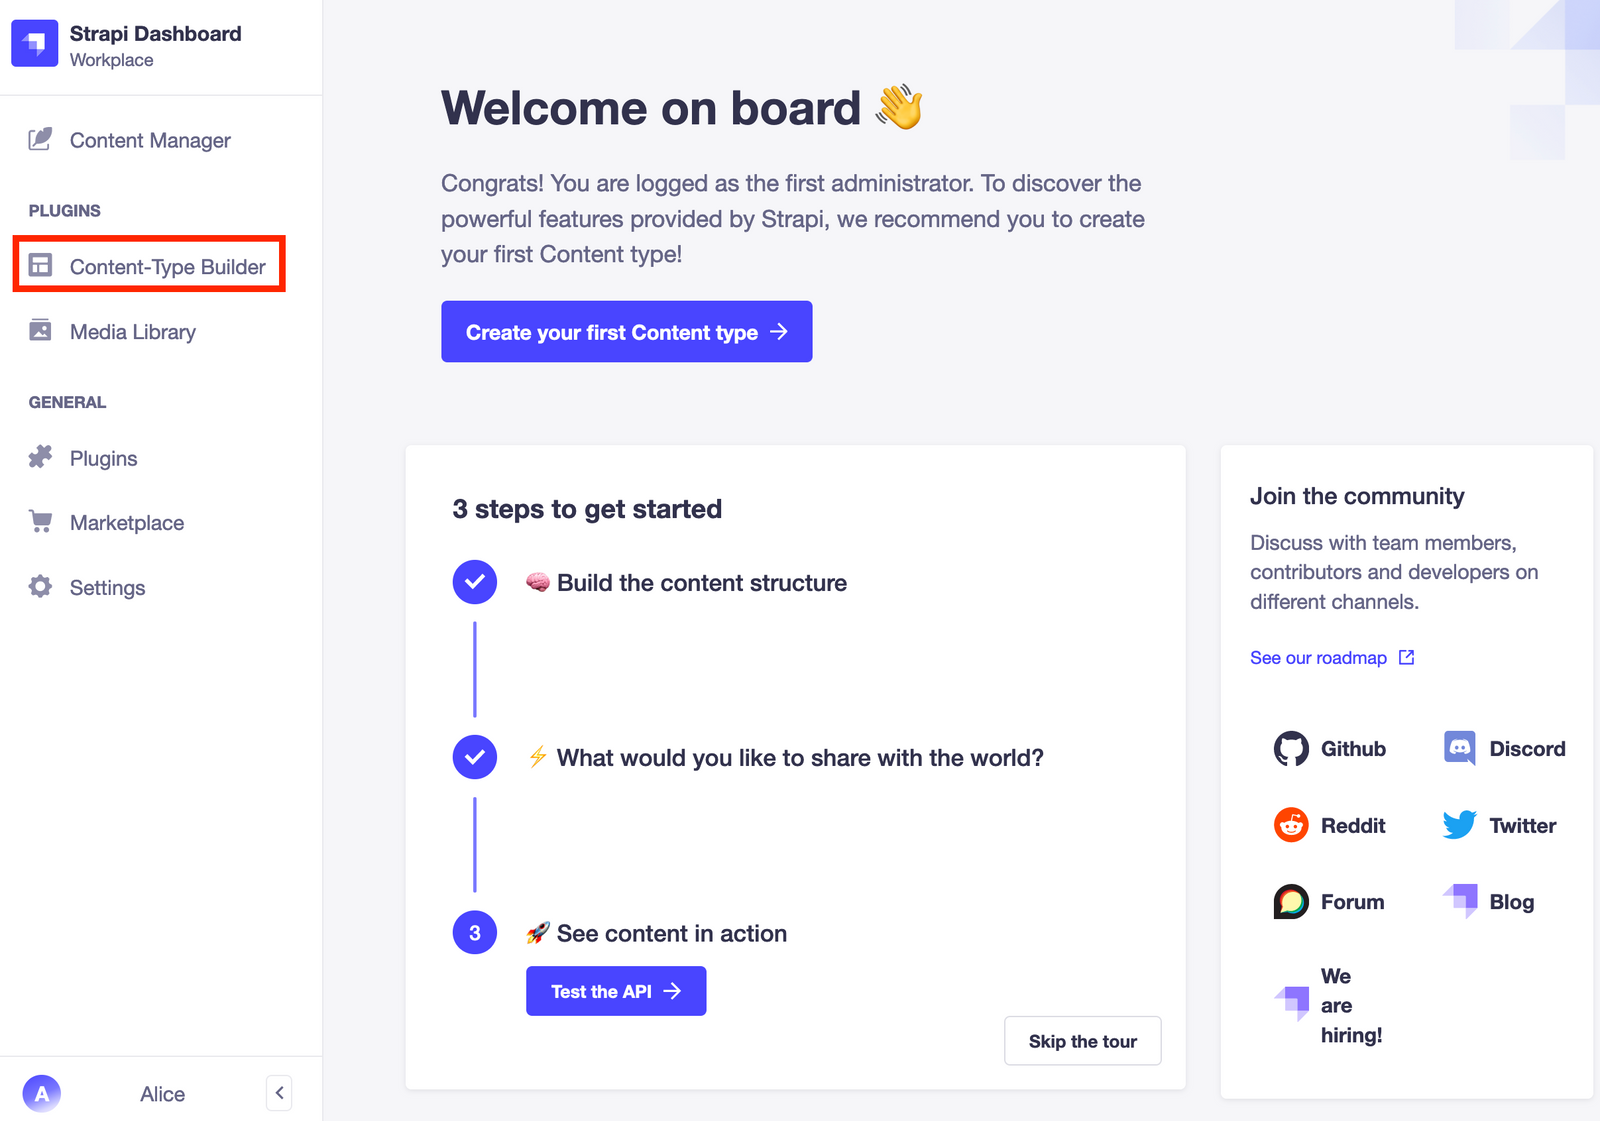 Strapi Dashboard
Workplace
Content Manager
PLUGINS
Content-Type Builder
Media Library
GENERAL
Plugins
Marketplace
Settings
A
Alice
Welcome on board 👋
Congrats! You are logged as the first administrator. To discover the
powerful features provided by Strapi, we recommend you to create
your first Content type!
Create your first Content type →
3 steps to get started
🧠 Build the content structure
⚡ What would you like to share with the world?
3
🚀 See content in action
Test the API →
Skip the tour
Join the community
Discuss with team members,
contributors and developers on
different channels.
See our roadmap
Github
Discord
Reddit
Twitter
Forum
Blog
We
are
hiring!